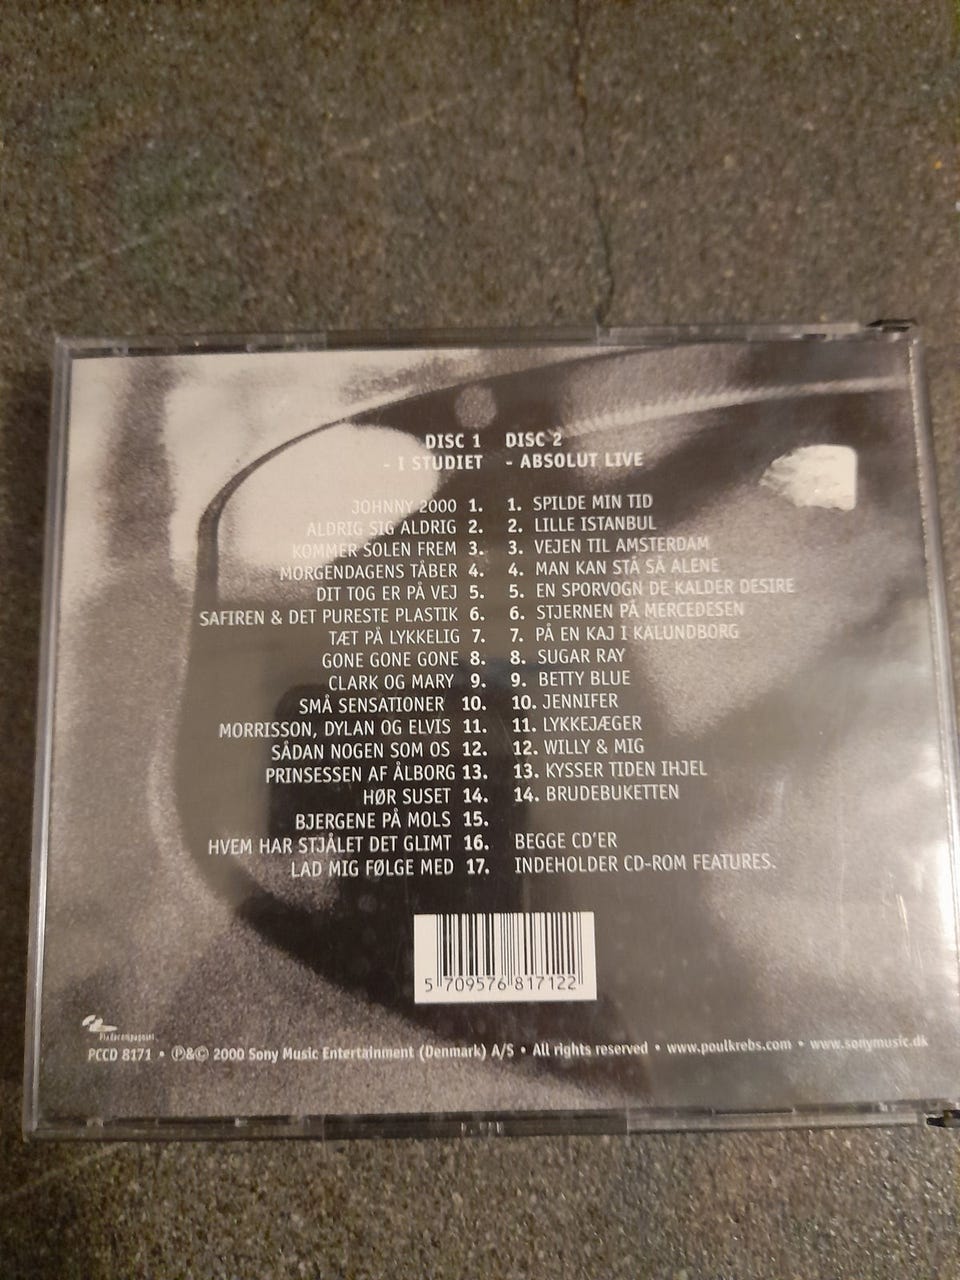 DISC 1
- I STUDIET
JOHNNY 2000 1.
ALDRIG SIG ALDRIG 2.
KOMMER SOLEN FREM 3.
MORGENDAGENS TÅBER 4.
DIT TOG ER PÅ VEJ 5.
SAFIREN & DET PURESTE PLASTIK 6.
TÆT PÅ LYKKELIG 7.
GONE GONE GONE 8.
CLARK OG MARY 9.
SMÅ SENSATIONER 10.
MORRISSON, DYLAN OG ELVIS 11.
SÅDAN NOGEN SOM OS 12.
PRINSESSEN AF ÅLBORG 13.
HØR SUSET 14.
BJERGENE PÅ MOLS 15.
HVEM HAR STJÅLET DET GLIMT 16.
LAD MIG FØLGE MED 17.
DISC 2
- ABSOLUT LIVE
1. SPILDE MIN TID
2. LILLE ISTANBUL
3. VEJEN TIL AMSTERDAM
4. MAN KAN STÅ SÅ ALENE
5. EN SPORVOGN DE KALDER DESIRE
6. STJERNEN PÅ MERCEDESEN
7. PÅ EN KAJ I KALUNDBORG
8. SUGAR RAY
9. BETTY BLUE
10. JENNIFER
11. LYKKEJÆGER
12. WILLY & MIG
13. KYSSER TIDEN IHJEL
14. BRUDEBUKETTEN
BEGGE CD'ER
INDEHOLDER CD-ROM FEATURES.
5 709576 817122
Pladecompagniet
PCCD 8171 • ℗&© 2000 Sony Music Entertainment (Denmark) A/S • All rights reserved • www.poulkrebs.com • www.sonymusic.dk